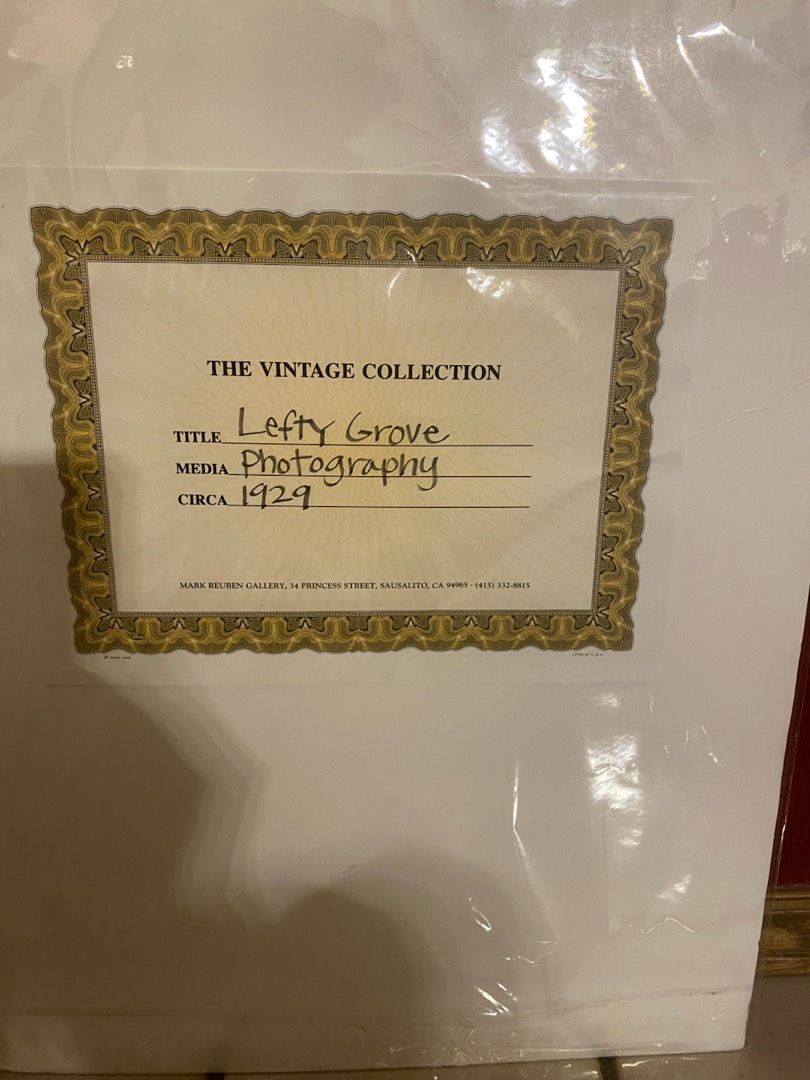 THE VINTAGE COLLECTION
TITLE Lefty Grove
MEDIA Photography
CIRCA 1929
MARK REUBEN GALLERY, 34 PRINCESS STREET, SAUSALITO, CA 94965 · (415) 332-8815